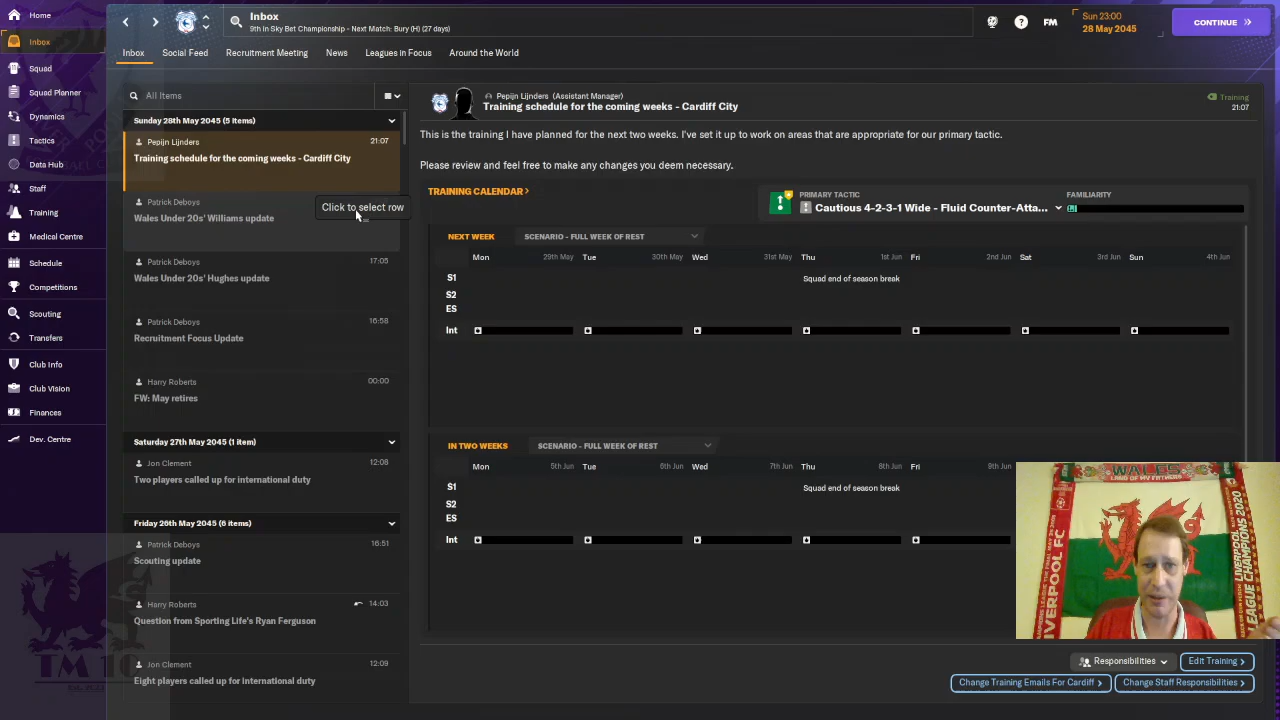 Home
Inbox
Squad
Squad Planner
Dynamics
Tactics
Data Hub
Staff
Training
Medical Centre
Schedule
Competitions
Scouting
Transfers
Club Info
Club Vision
Finances
Dev. Centre
TM 10
Inbox
9th in Sky Bet Championship - Next Match: Bury (H) (27 days)
FM
Sun 23:00
28 May 2045
CONTINUE
Inbox Social Feed Recruitment Meeting News Leagues in Focus Around the World
All Items
Sunday 28th May 2045 (5 items)
Pepijn Lijnders 21:07
Training schedule for the coming weeks - Cardiff City
Patrick Deboys
Wales Under 20s' Williams update
Click to select row
Patrick Deboys 17:05
Wales Under 20s' Hughes update
Patrick Deboys 16:58
Recruitment Focus Update
Harry Roberts 00:00
FW: May retires
Saturday 27th May 2045 (1 item)
Jon Clement 12:08
Two players called up for international duty
Friday 26th May 2045 (6 items)
Patrick Deboys 16:51
Scouting update
Harry Roberts 14:03
Question from Sporting Life's Ryan Ferguson
Jon Clement 12:09
Eight players called up for international duty
Pepijn Lijnders (Assistant Manager)
Training schedule for the coming weeks - Cardiff City
Training
21:07
This is the training I have planned for the next two weeks. I've set it up to work on areas that are appropriate for our primary tactic.
Please review and feel free to make any changes you deem necessary.
TRAINING CALENDAR
PRIMARY TACTIC
Cautious 4-2-3-1 Wide - Fluid Counter-Atta...
FAMILIARITY
NEXT WEEK SCENARIO - FULL WEEK OF REST
Mon 29th May Tue 30th May Wed 31st May Thu 1st Jun Fri 2nd Jun Sat 3rd Jun Sun 4th Jun
S1 Squad end of season break
S2
ES
Int
IN TWO WEEKS SCENARIO - FULL WEEK OF REST
Mon 5th Jun Tue 6th Jun Wed 7th Jun Thu 8th Jun Fri 9th Jun
S1 Squad end of season break
S2
ES
Int
WALES
LAND OF MY FATHERS
LIVERPOOL FC
LIVERPOOL
LEAGUE CHAMPIONS 2020
Responsibilities
Edit Training
Change Training Emails For Cardiff
Change Staff Responsibilities